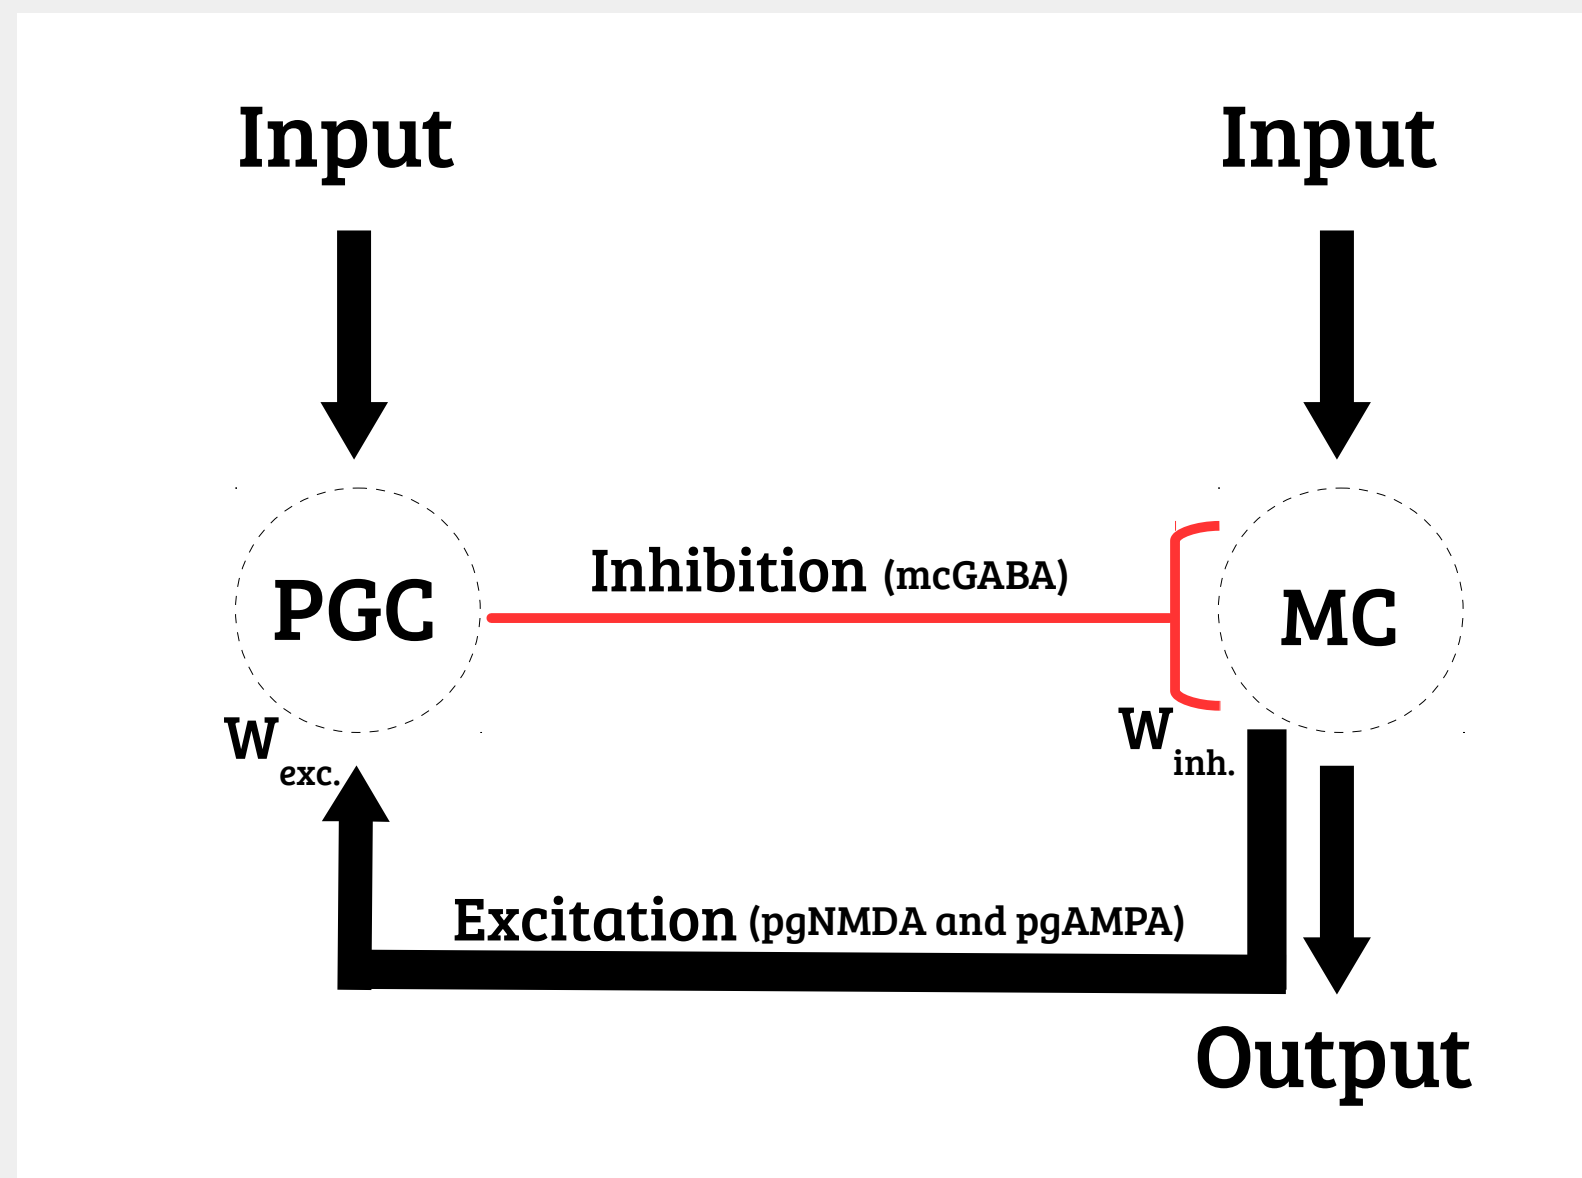 Input
Input
Inhibition (mcGABA)
PGC
MC
W exc.
W inh.
Excitation (pgNMDA and pgAMPA)
Output